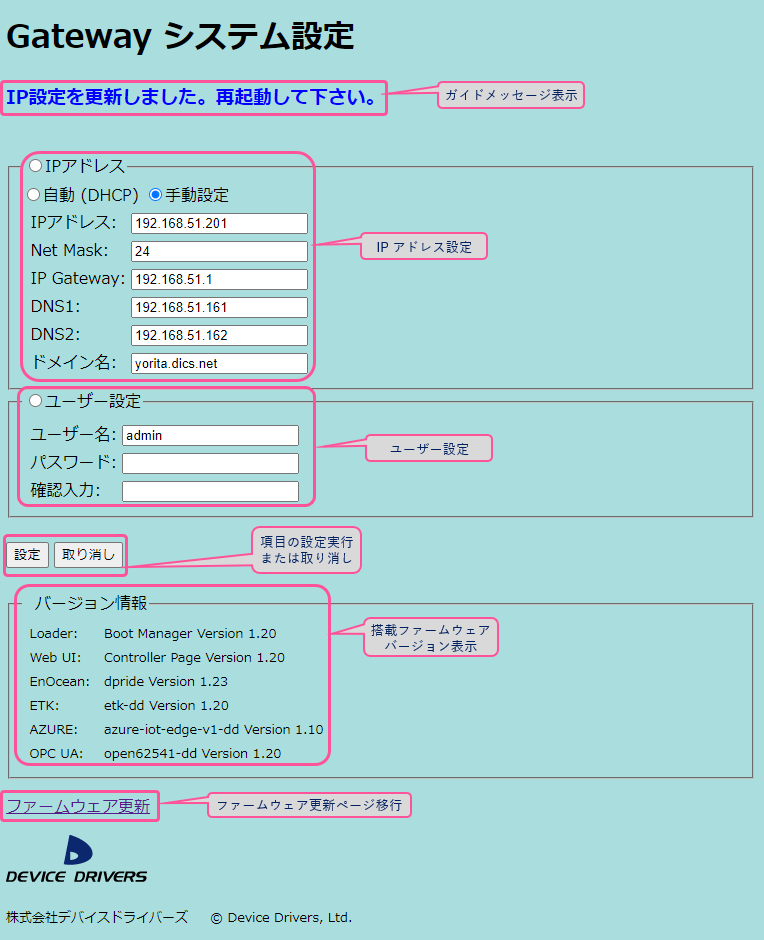 Gateway システム設定
IP設定を更新しました。再起動して下さい。
ガイドメッセージ表示
IPアドレス
自動 (DHCP) 手動設定
IPアドレス: 192.168.51.201
Net Mask: 24
IP アドレス設定
IP Gateway: 192.168.51.1
DNS1: 192.168.51.161
DNS2: 192.168.51.162
ドメイン名: yorita.dics.net
ユーザー設定
ユーザー名: admin
パスワード:
ユーザー設定
確認入力:
設定 取り消し
項目の設定実行
または取り消し
バージョン情報
Loader: Boot Manager Version 1.20
Web UI: Controller Page Version 1.20
搭載ファームウェア
バージョン表示
EnOcean: dpride Version 1.23
ETK: etk-dd Version 1.20
AZURE: azure-iot-edge-v1-dd Version 1.10
OPC UA: open62541-dd Version 1.20
ファームウェア更新
ファームウェア更新ページ移行
DEVICE DRIVERS
株式会社デバイスドライバーズ © Device Drivers, Ltd.